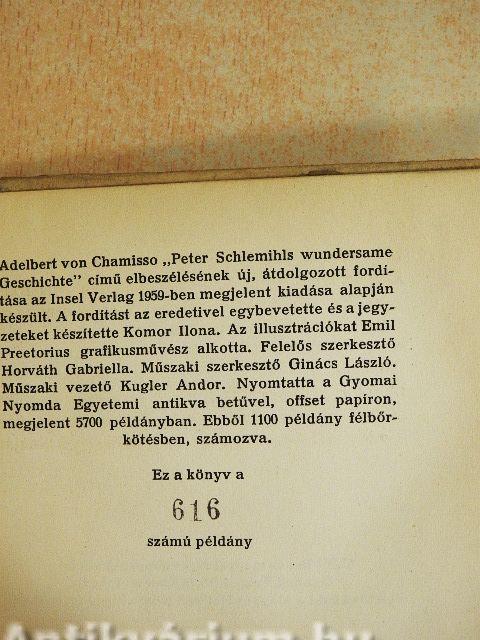 Adelbert von Chamisso „Peter Schlemihls wundersame
Geschichte" című elbeszélésének új, átdolgozott fordí-
tása az Insel Verlag 1959-ben megjelent kiadása alapján
készült. A fordítást az eredetivel egybevetette és a jegy-
zeteket készítette Komor Ilona. Az illusztrációkat Emil
Preetorius grafikusművész alkotta. Felelős szerkesztő
Horváth Gabriella. Műszaki szerkesztő Ginács László.
Műszaki vezető Kugler Andor. Nyomtatta a Gyomai
Nyomda Egyetemi antikva betűvel, offset papíron,
megjelent 5700 példányban. Ebből 1100 példány félbőr-
kötésben, számozva.
Ez a könyv a
616
számú példány
Antikvárium.hu